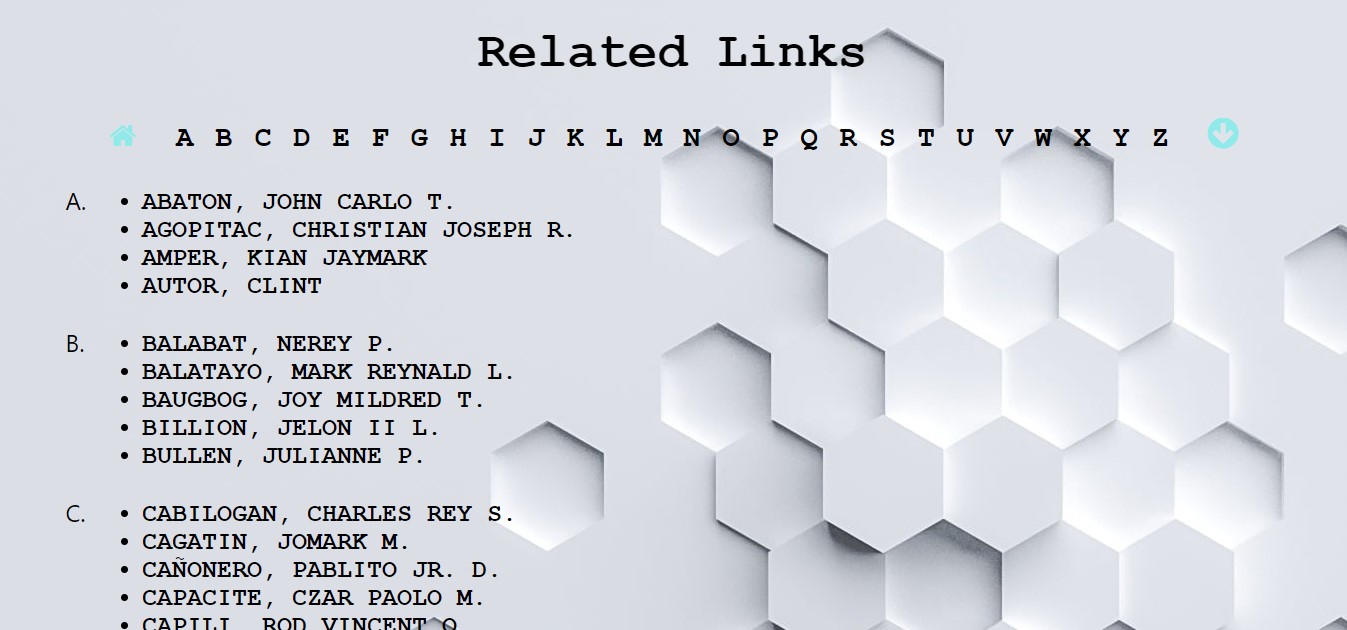 Related Links
A B C D E F G H I J K L M N O P Q R S T U V W X Y Z
A. • ABATON, JOHN CARLO T.
• AGOPITAC, CHRISTIAN JOSEPH R.
• AMPER, KIAN JAYMARK
• AUTOR, CLINT
B. • BALABAT, NEREY P.
• BALATAYO, MARK REYNALD L.
• BAUGBOG, JOY MILDRED T.
• BILLION, JELON II L.
• BULLEN, JULIANNE P.
C. • CABILOGAN, CHARLES REY S.
• CAGATIN, JOMARK M.
• CAÑONERO, PABLITO JR. D.
• CAPACITE, CZAR PAOLO M.
• CAPILI, ROD VINCENT